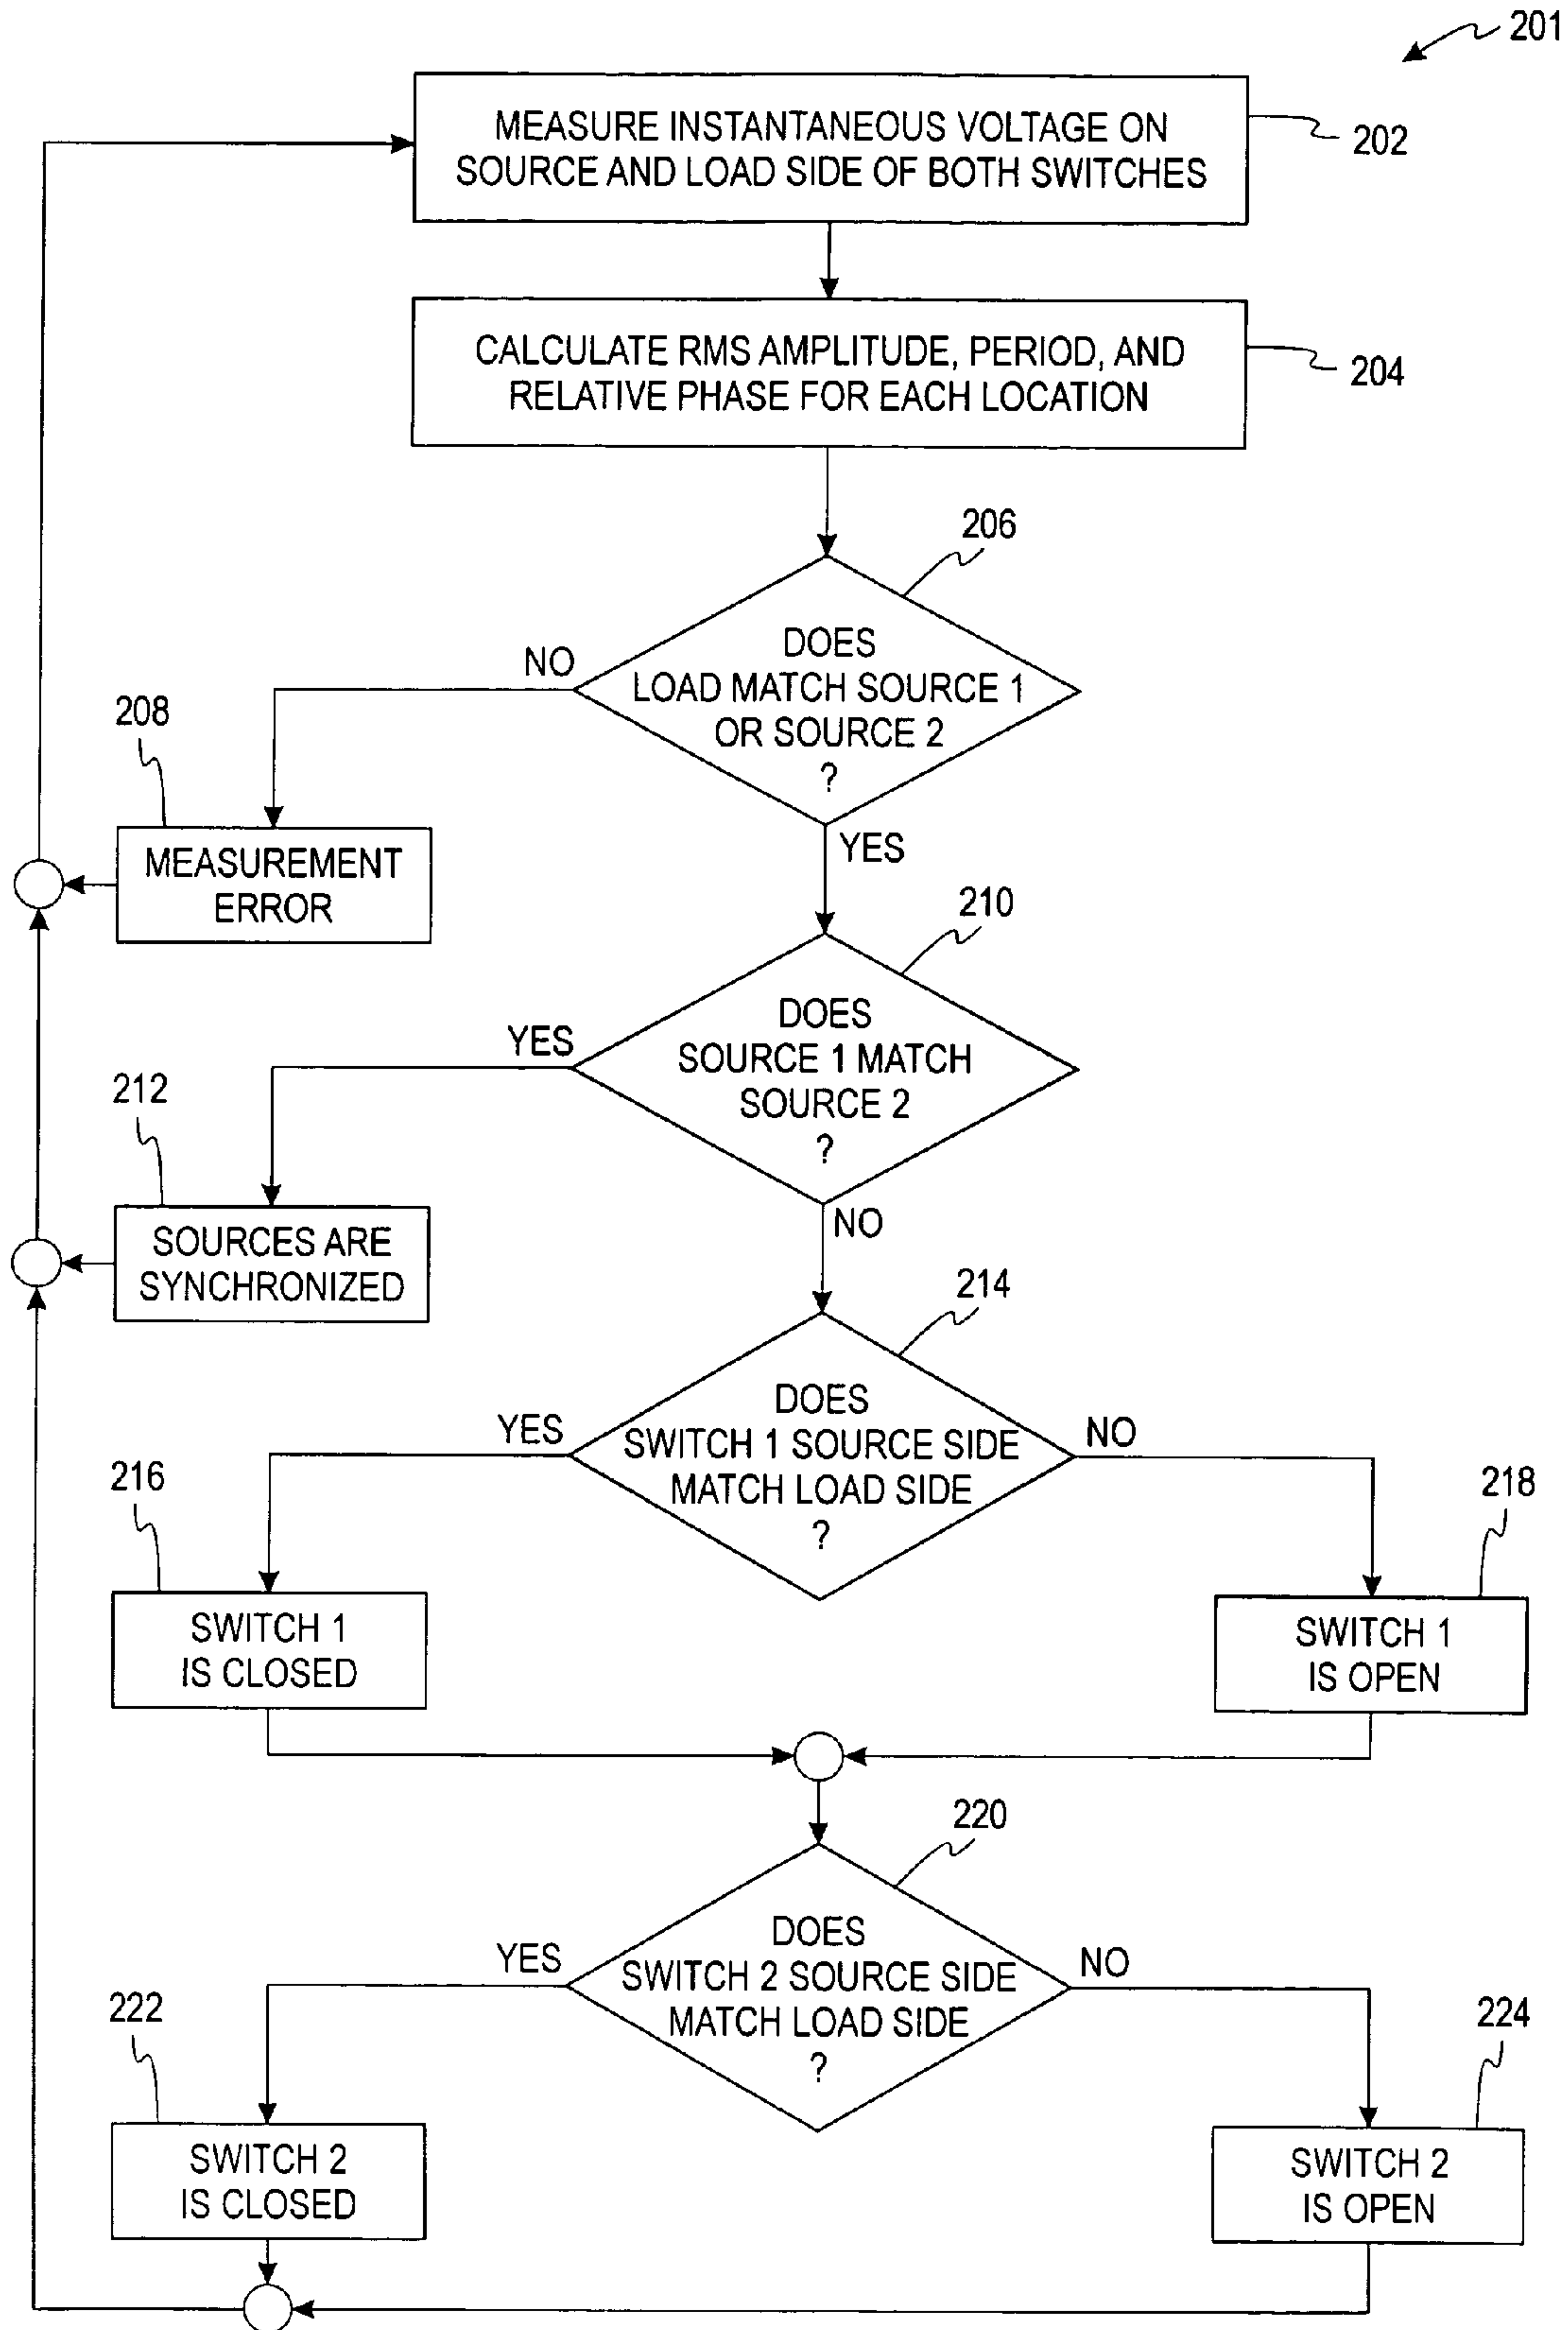 201
MEASURE INSTANTANEOUS VOLTAGE ON
SOURCE AND LOAD SIDE OF BOTH SWITCHES
202
CALCULATE RMS AMPLITUDE, PERIOD, AND
RELATIVE PHASE FOR EACH LOCATION
204
206
DOES
LOAD MATCH SOURCE 1
OR SOURCE 2
?
NO
YES
208
MEASUREMENT
ERROR
210
DOES
SOURCE 1 MATCH
SOURCE 2
?
YES
NO
212
SOURCES ARE
SYNCHRONIZED
214
DOES
SWITCH 1 SOURCE SIDE
MATCH LOAD SIDE
?
YES
NO
216
SWITCH 1
IS CLOSED
218
SWITCH 1
IS OPEN
220
DOES
SWITCH 2 SOURCE SIDE
MATCH LOAD SIDE
?
YES
NO
222
SWITCH 2
IS CLOSED
224
SWITCH 2
IS OPEN